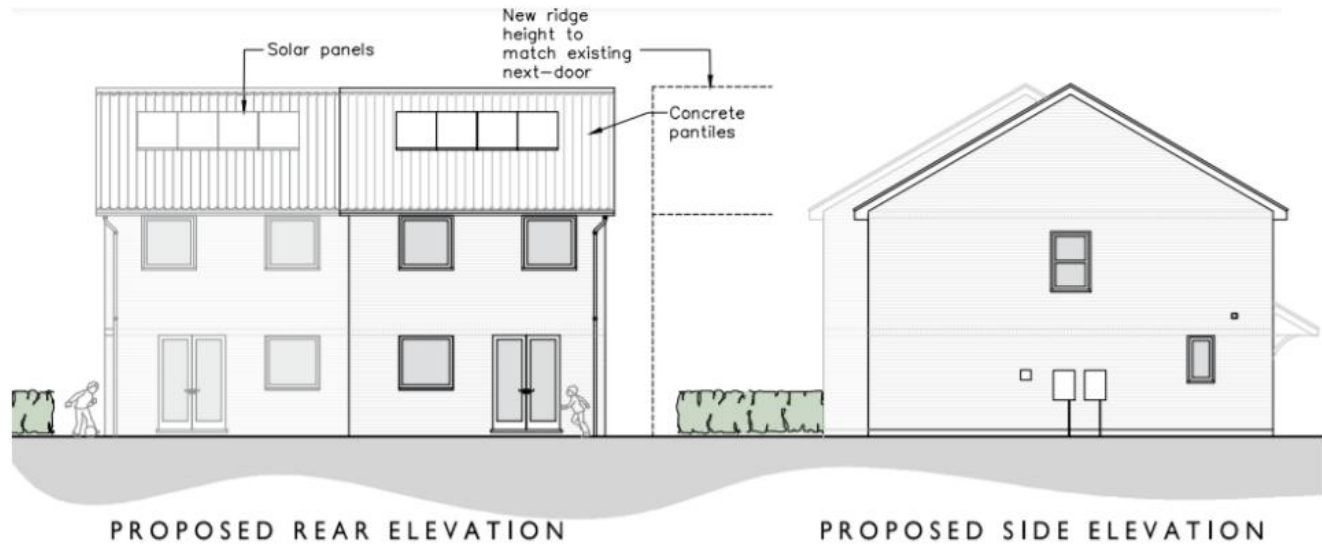 New ridge
height to
match existing
next-door
Solar panels
Concrete
pantiles
PROPOSED REAR ELEVATION
PROPOSED SIDE ELEVATION